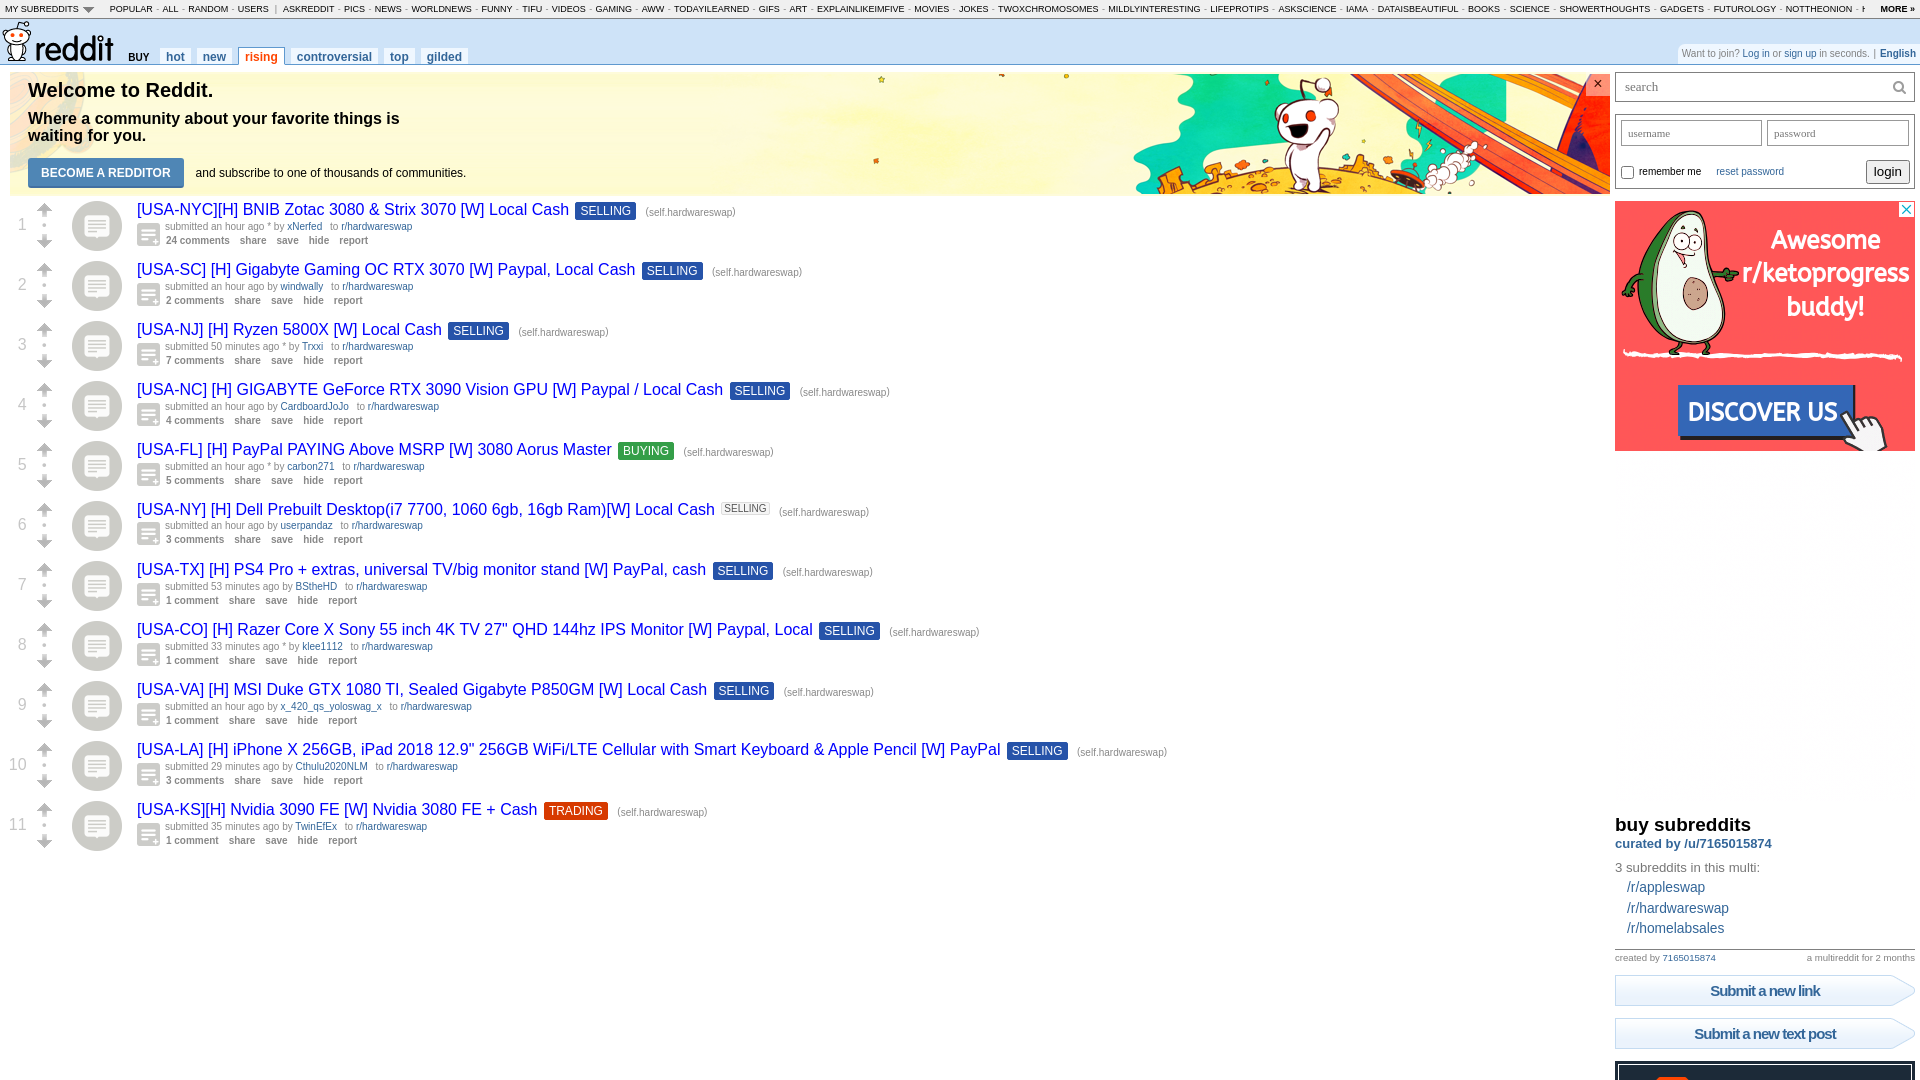 MY SUBREDDITS POPULAR - ALL - RANDOM - USERS | ASKREDDIT - PICS - NEWS - WORLDNEWS - FUNNY - TIFU - VIDEOS - GAMING - AWW - TODAYILEARNED - GIFS - ART - EXPLAINLIKEIMFIVE - MOVIES - JOKES - TWOXCHROMOSOMES - MILDLYINTERESTING - LIFEPROTIPS - ASKSCIENCE - IAMA - DATAISBEAUTIFUL - BOOKS - SCIENCE - SHOWERTHOUGHTS - GADGETS - FUTUROLOGY - NOTTHEONION - MORE »
reddit BUY hot new rising controversial top gilded
Want to join? Log in or sign up in seconds. | English
Welcome to Reddit.
Where a community about your favorite things is
waiting for you.
BECOME A REDDITOR and subscribe to one of thousands of communities.
×
1
[USA-NYC][H] BNIB Zotac 3080 & Strix 3070 [W] Local Cash SELLING (self.hardwareswap)
submitted an hour ago * by xNerfed to r/hardwareswap
24 comments share save hide report
2
[USA-SC] [H] Gigabyte Gaming OC RTX 3070 [W] Paypal, Local Cash SELLING (self.hardwareswap)
submitted an hour ago by windwally to r/hardwareswap
2 comments share save hide report
3
[USA-NJ] [H] Ryzen 5800X [W] Local Cash SELLING (self.hardwareswap)
submitted 50 minutes ago * by Trxxi to r/hardwareswap
7 comments share save hide report
4
[USA-NC] [H] GIGABYTE GeForce RTX 3090 Vision GPU [W] Paypal / Local Cash SELLING (self.hardwareswap)
submitted an hour ago by CardboardJoJo to r/hardwareswap
4 comments share save hide report
5
[USA-FL] [H] PayPal PAYING Above MSRP [W] 3080 Aorus Master BUYING (self.hardwareswap)
submitted an hour ago * by carbon271 to r/hardwareswap
5 comments share save hide report
6
[USA-NY] [H] Dell Prebuilt Desktop(i7 7700, 1060 6gb, 16gb Ram)[W] Local Cash SELLING (self.hardwareswap)
submitted an hour ago by userpandaz to r/hardwareswap
3 comments share save hide report
7
[USA-TX] [H] PS4 Pro + extras, universal TV/big monitor stand [W] PayPal, cash SELLING (self.hardwareswap)
submitted 53 minutes ago by BStheHD to r/hardwareswap
1 comment share save hide report
8
[USA-CO] [H] Razer Core X Sony 55 inch 4K TV 27" QHD 144hz IPS Monitor [W] Paypal, Local SELLING (self.hardwareswap)
submitted 33 minutes ago * by klee1112 to r/hardwareswap
1 comment share save hide report
9
[USA-VA] [H] MSI Duke GTX 1080 TI, Sealed Gigabyte P850GM [W] Local Cash SELLING (self.hardwareswap)
submitted an hour ago by x_420_qs_yoloswag_x to r/hardwareswap
1 comment share save hide report
10
[USA-LA] [H] iPhone X 256GB, iPad 2018 12.9" 256GB WiFi/LTE Cellular with Smart Keyboard & Apple Pencil [W] PayPal SELLING (self.hardwareswap)
submitted 29 minutes ago by Cthulu2020NLM to r/hardwareswap
3 comments share save hide report
11
[USA-KS][H] Nvidia 3090 FE [W] Nvidia 3080 FE + Cash TRADING (self.hardwareswap)
submitted 35 minutes ago by TwinEfEx to r/hardwareswap
1 comment share save hide report
search
username password
remember me reset password login
Awesome
r/ketoprogress
buddy!
DISCOVER US
buy subreddits
curated by /u/7165015874
3 subreddits in this multi:
/r/appleswap
/r/hardwareswap
/r/homelabsales
created by 7165015874 a multireddit for 2 months
Submit a new link
Submit a new text post